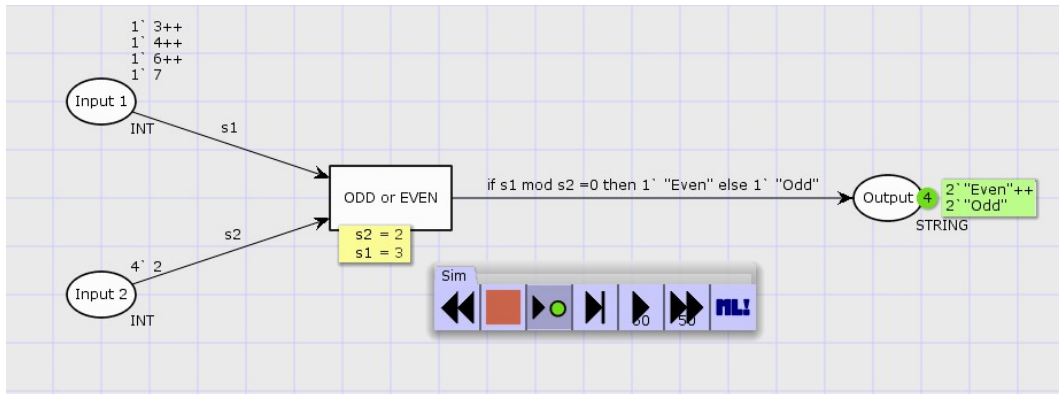 1` 3++
1` 4++
1` 6++
1` 7
Input 1
INT
s1
ODD or EVEN
if s1 mod s2 =0 then 1` "Even" else 1` "Odd"
Output
4
2`"Even"++
2`"Odd"
STRING
s2
s2 = 2
s1 = 3
4` 2
Input 2
INT
Sim
50
ML!